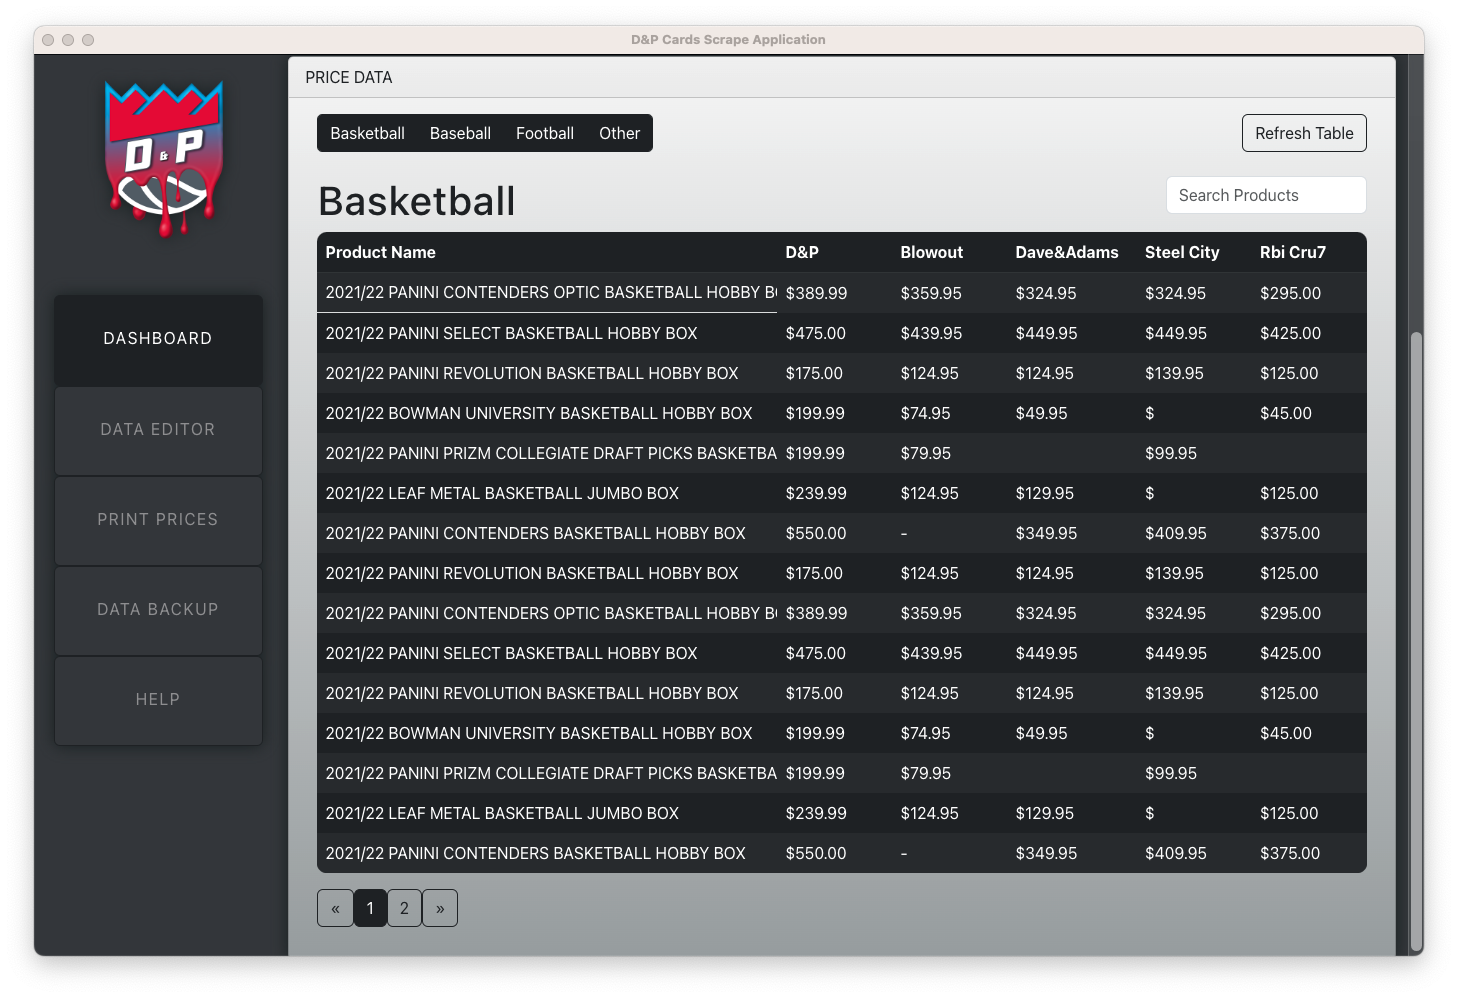 D&P Cards Scrape Application
D & P
DASHBOARD
DATA EDITOR
PRINT PRICES
DATA BACKUP
HELP
PRICE DATA
Basketball Baseball Football Other
Refresh Table
Basketball
Search Products
Product Name D&P Blowout Dave&Adams Steel City Rbi Cru7
2021/22 PANINI CONTENDERS OPTIC BASKETBALL HOBBY $389.99 $359.95 $324.95 $324.95 $295.00
2021/22 PANINI SELECT BASKETBALL HOBBY BOX $475.00 $439.95 $449.95 $449.95 $425.00
2021/22 PANINI REVOLUTION BASKETBALL HOBBY BOX $175.00 $124.95 $124.95 $139.95 $125.00
2021/22 BOWMAN UNIVERSITY BASKETBALL HOBBY BOX $199.99 $74.95 $49.95 $ $45.00
2021/22 PANINI PRIZM COLLEGIATE DRAFT PICKS BASKETBA $199.99 $79.95 $99.95
2021/22 LEAF METAL BASKETBALL JUMBO BOX $239.99 $124.95 $129.95 $ $125.00
2021/22 PANINI CONTENDERS BASKETBALL HOBBY BOX $550.00 - $349.95 $409.95 $375.00
2021/22 PANINI REVOLUTION BASKETBALL HOBBY BOX $175.00 $124.95 $124.95 $139.95 $125.00
2021/22 PANINI CONTENDERS OPTIC BASKETBALL HOBBY $389.99 $359.95 $324.95 $324.95 $295.00
2021/22 PANINI SELECT BASKETBALL HOBBY BOX $475.00 $439.95 $449.95 $449.95 $425.00
2021/22 PANINI REVOLUTION BASKETBALL HOBBY BOX $175.00 $124.95 $124.95 $139.95 $125.00
2021/22 BOWMAN UNIVERSITY BASKETBALL HOBBY BOX $199.99 $74.95 $49.95 $ $45.00
2021/22 PANINI PRIZM COLLEGIATE DRAFT PICKS BASKETBA $199.99 $79.95 $99.95
2021/22 LEAF METAL BASKETBALL JUMBO BOX $239.99 $124.95 $129.95 $ $125.00
2021/22 PANINI CONTENDERS BASKETBALL HOBBY BOX $550.00 - $349.95 $409.95 $375.00
« 1 2 »